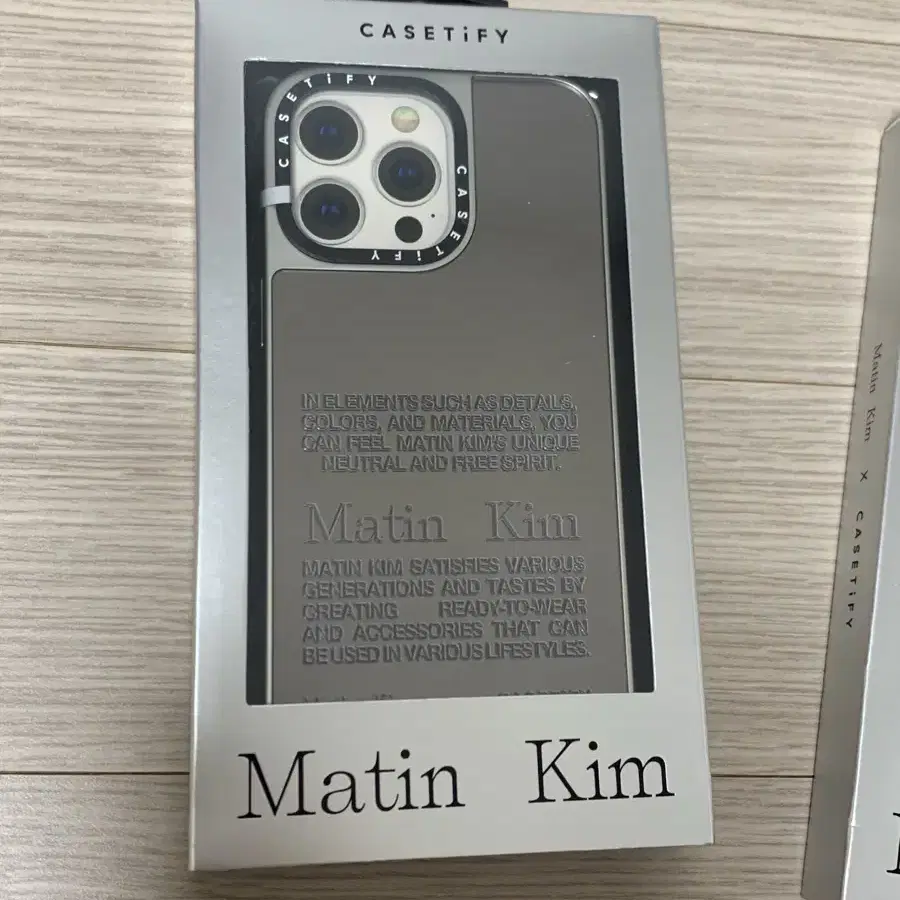 CASETiFY
CASETiFY
CASETiFY
CASETiFY
IN ELEMENTS SUCH AS DETAILS,
COLORS, AND MATERIALS, YOU
CAN FEEL MATIN KIM'S UNIQUE
NEUTRAL AND FREE SPIRIT.
Matin Kim
MATIN KIM SATISFIES VARIOUS
GENERATIONS AND TASTES BY
CREATING READY-TO-WEAR
AND ACCESSORIES THAT CAN
BE USED IN VARIOUS LIFESTYLES.
Matin Kim
Matin Kim x CASETiFY